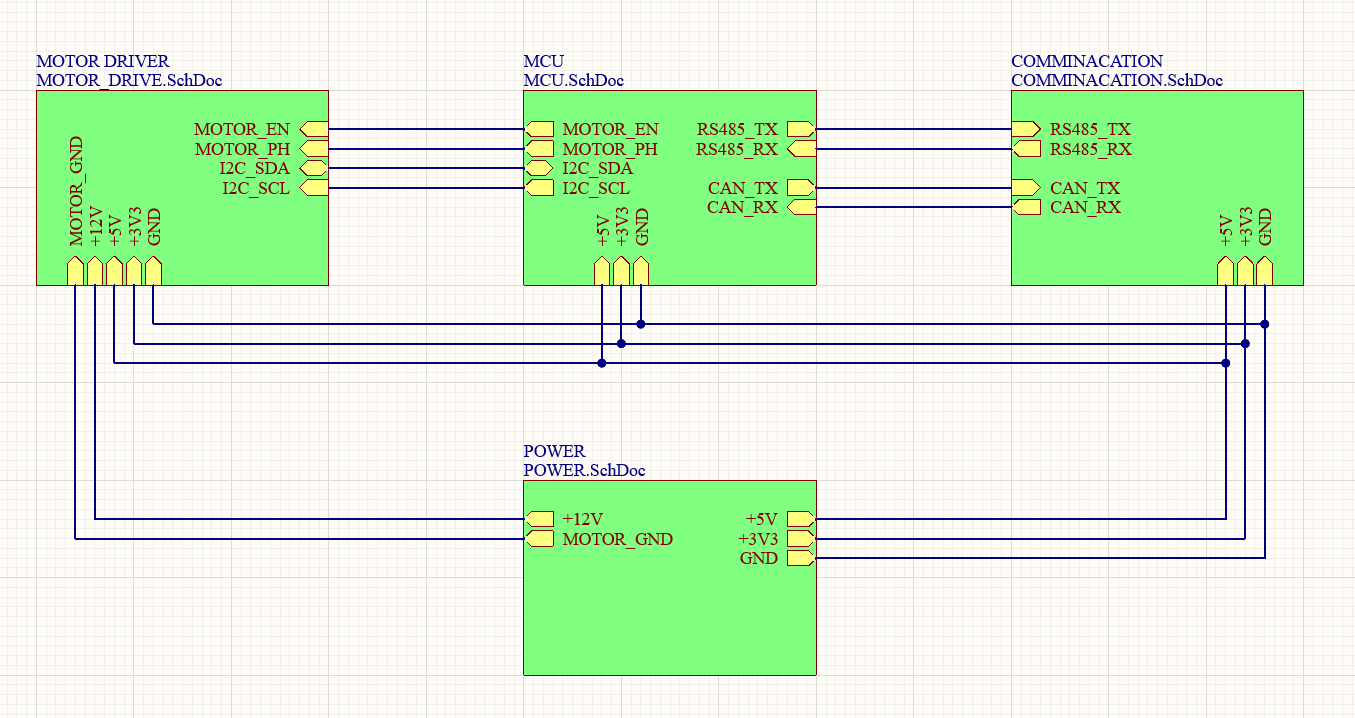 MOTOR DRIVER
MOTOR_DRIVE.SchDoc
MOTOR_EN
MOTOR_PH
I2C_SDA
I2C_SCL
MOTOR_GND
+12V
+5V
+3V3
GND
MCU
MCU.SchDoc
MOTOR_EN
MOTOR_PH
I2C_SDA
I2C_SCL
RS485_TX
RS485_RX
CAN_TX
CAN_RX
+5V
+3V3
GND
COMMINACATION
COMMINACATION.SchDoc
RS485_TX
RS485_RX
CAN_TX
CAN_RX
+5V
+3V3
GND
POWER
POWER.SchDoc
+12V
MOTOR_GND
+5V
+3V3
GND